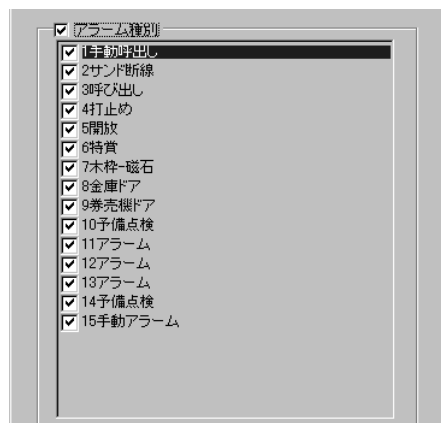 アラーム種別
1手動呼出し
2サンド断線
3呼び出し
4打止め
5開放
6特賞
7木枠-磁石
8金庫ドア
9券売機ドア
10予備点検
11アラーム
12アラーム
13アラーム
14予備点検
15手動アラーム